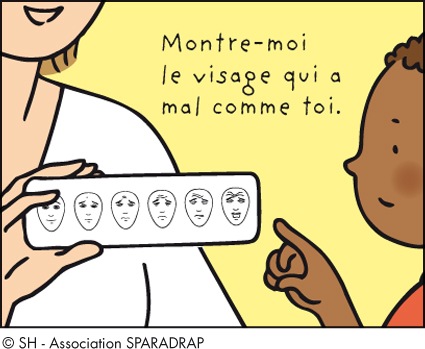 Montre-moi
le visage qui a
mal comme toi.
© SH - Association SPARADRAP